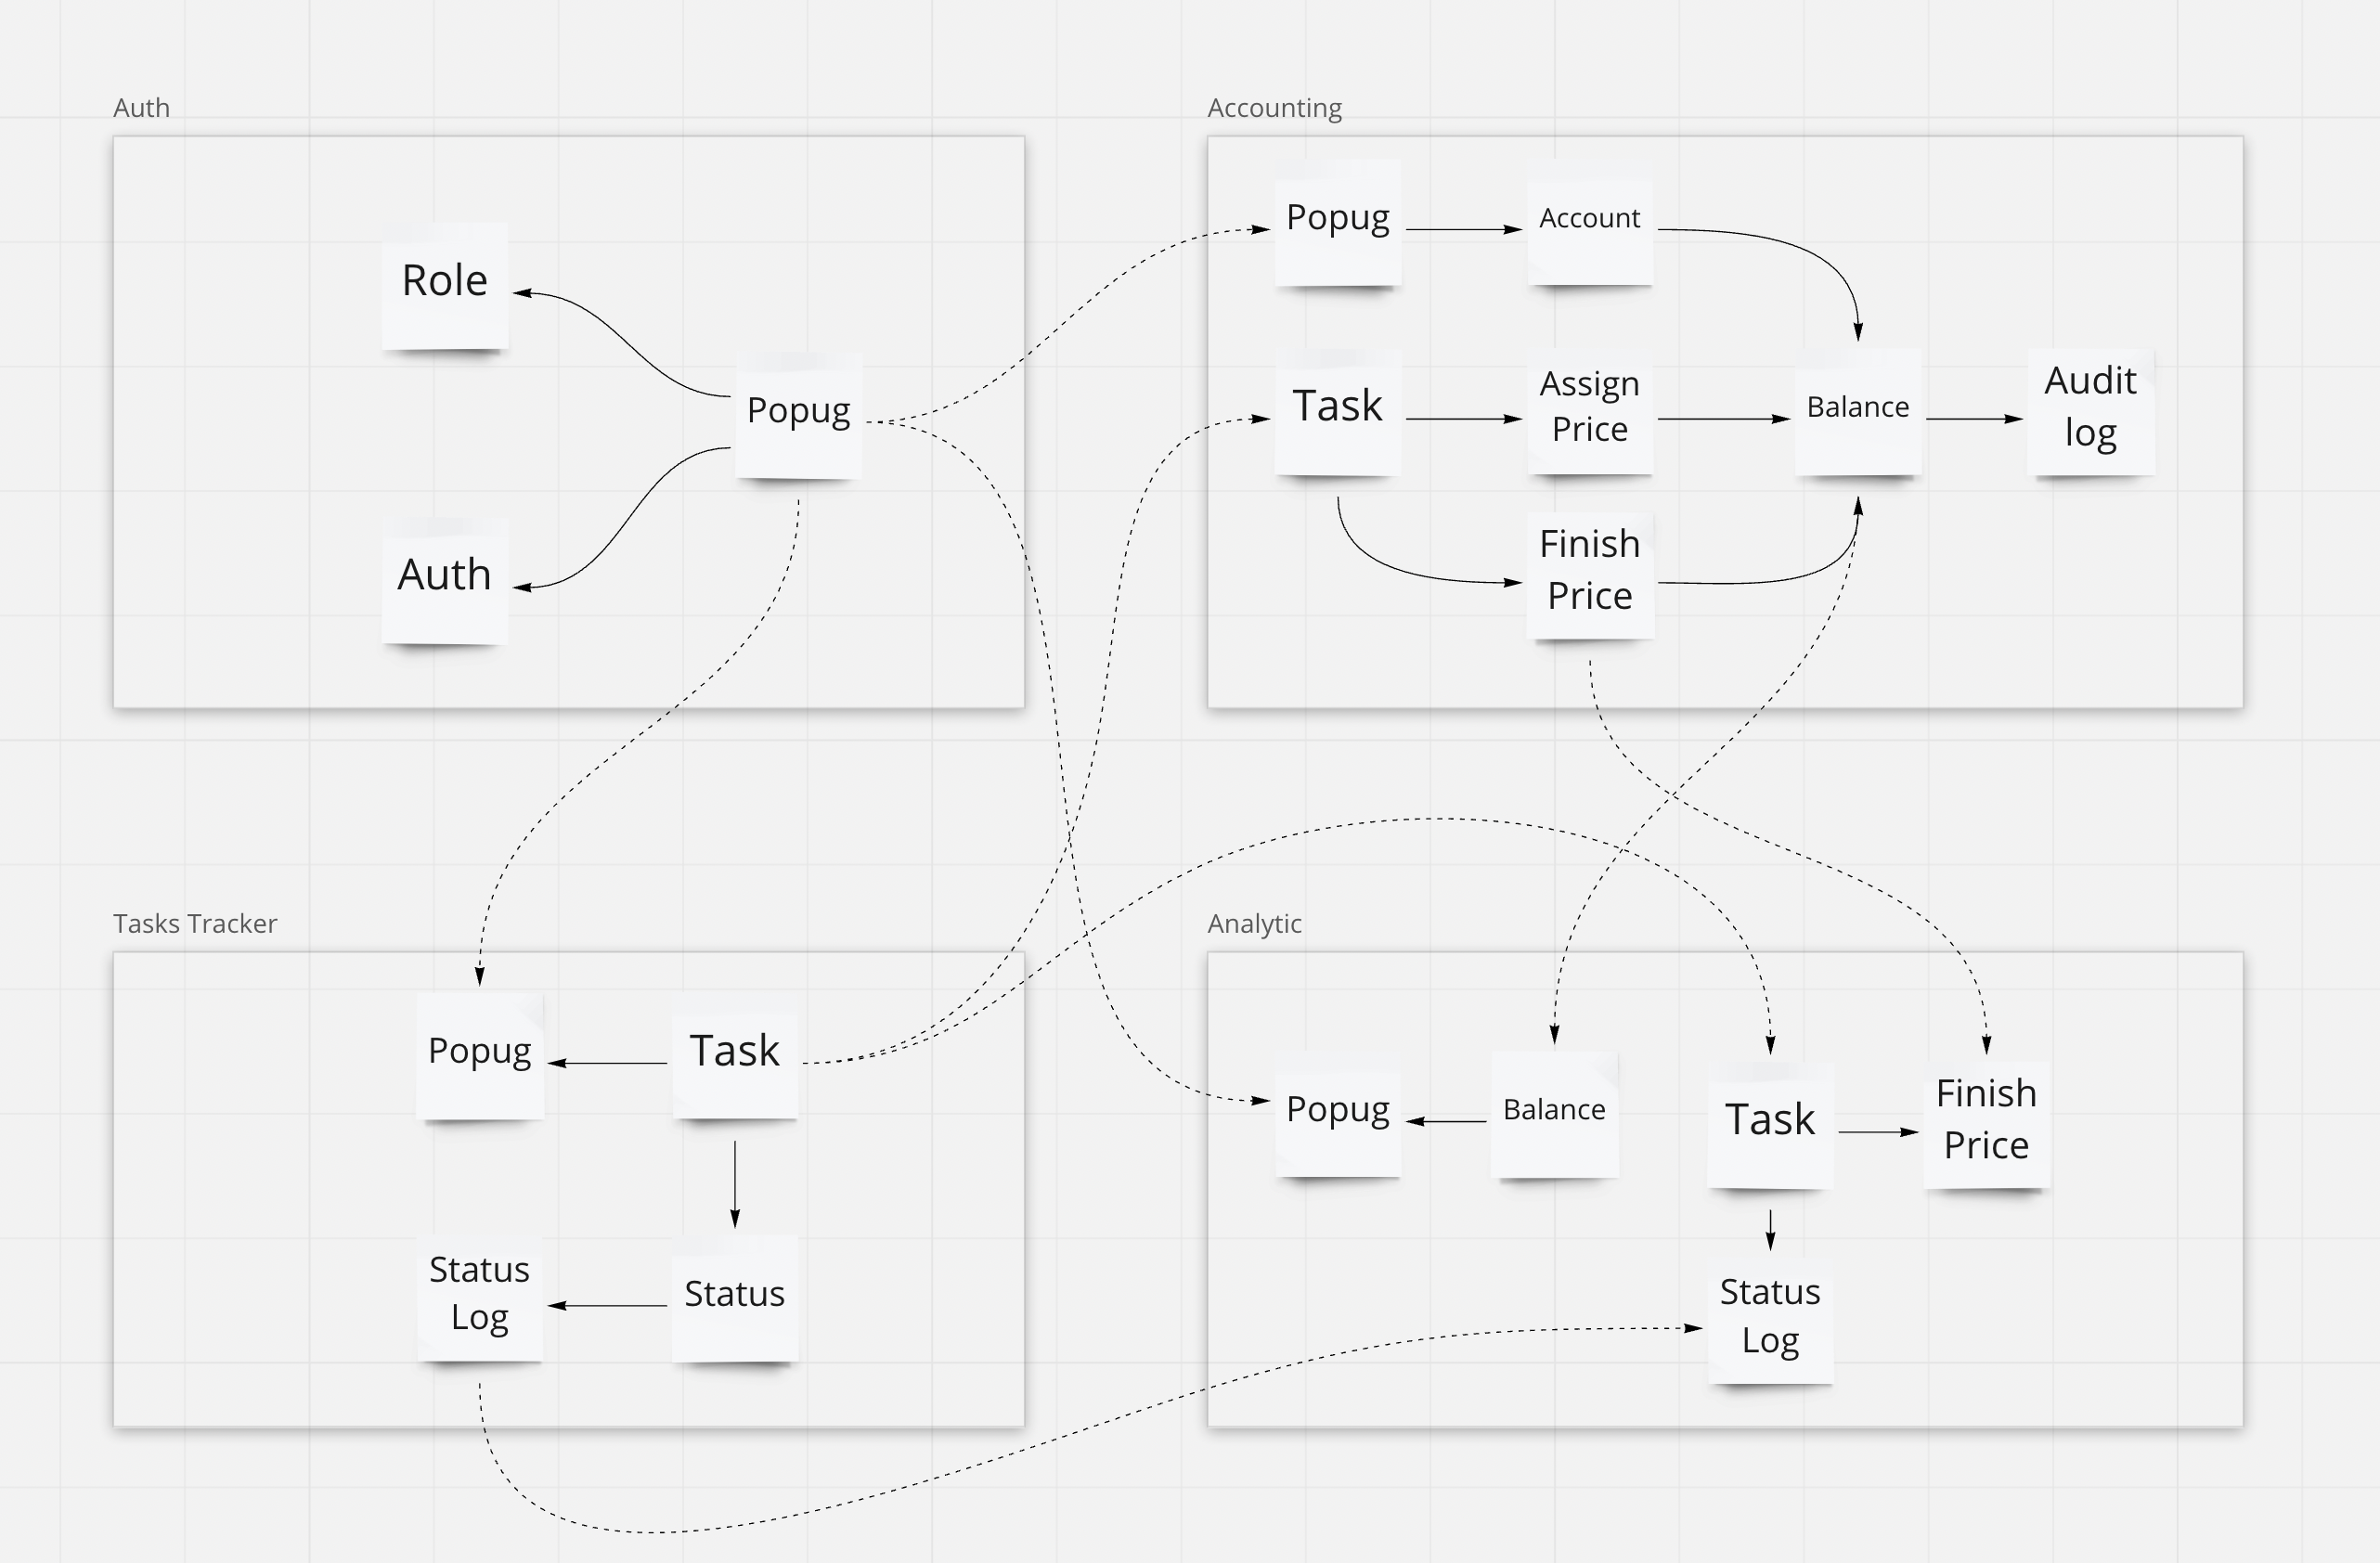 Auth
Role
Popug
Auth
Accounting
Popug
Account
Task
Assign
Price
Balance
Audit
log
Finish
Price
Tasks Tracker
Popug
Task
Status
Log
Status
Analytic
Popug
Balance
Task
Finish
Price
Status
Log